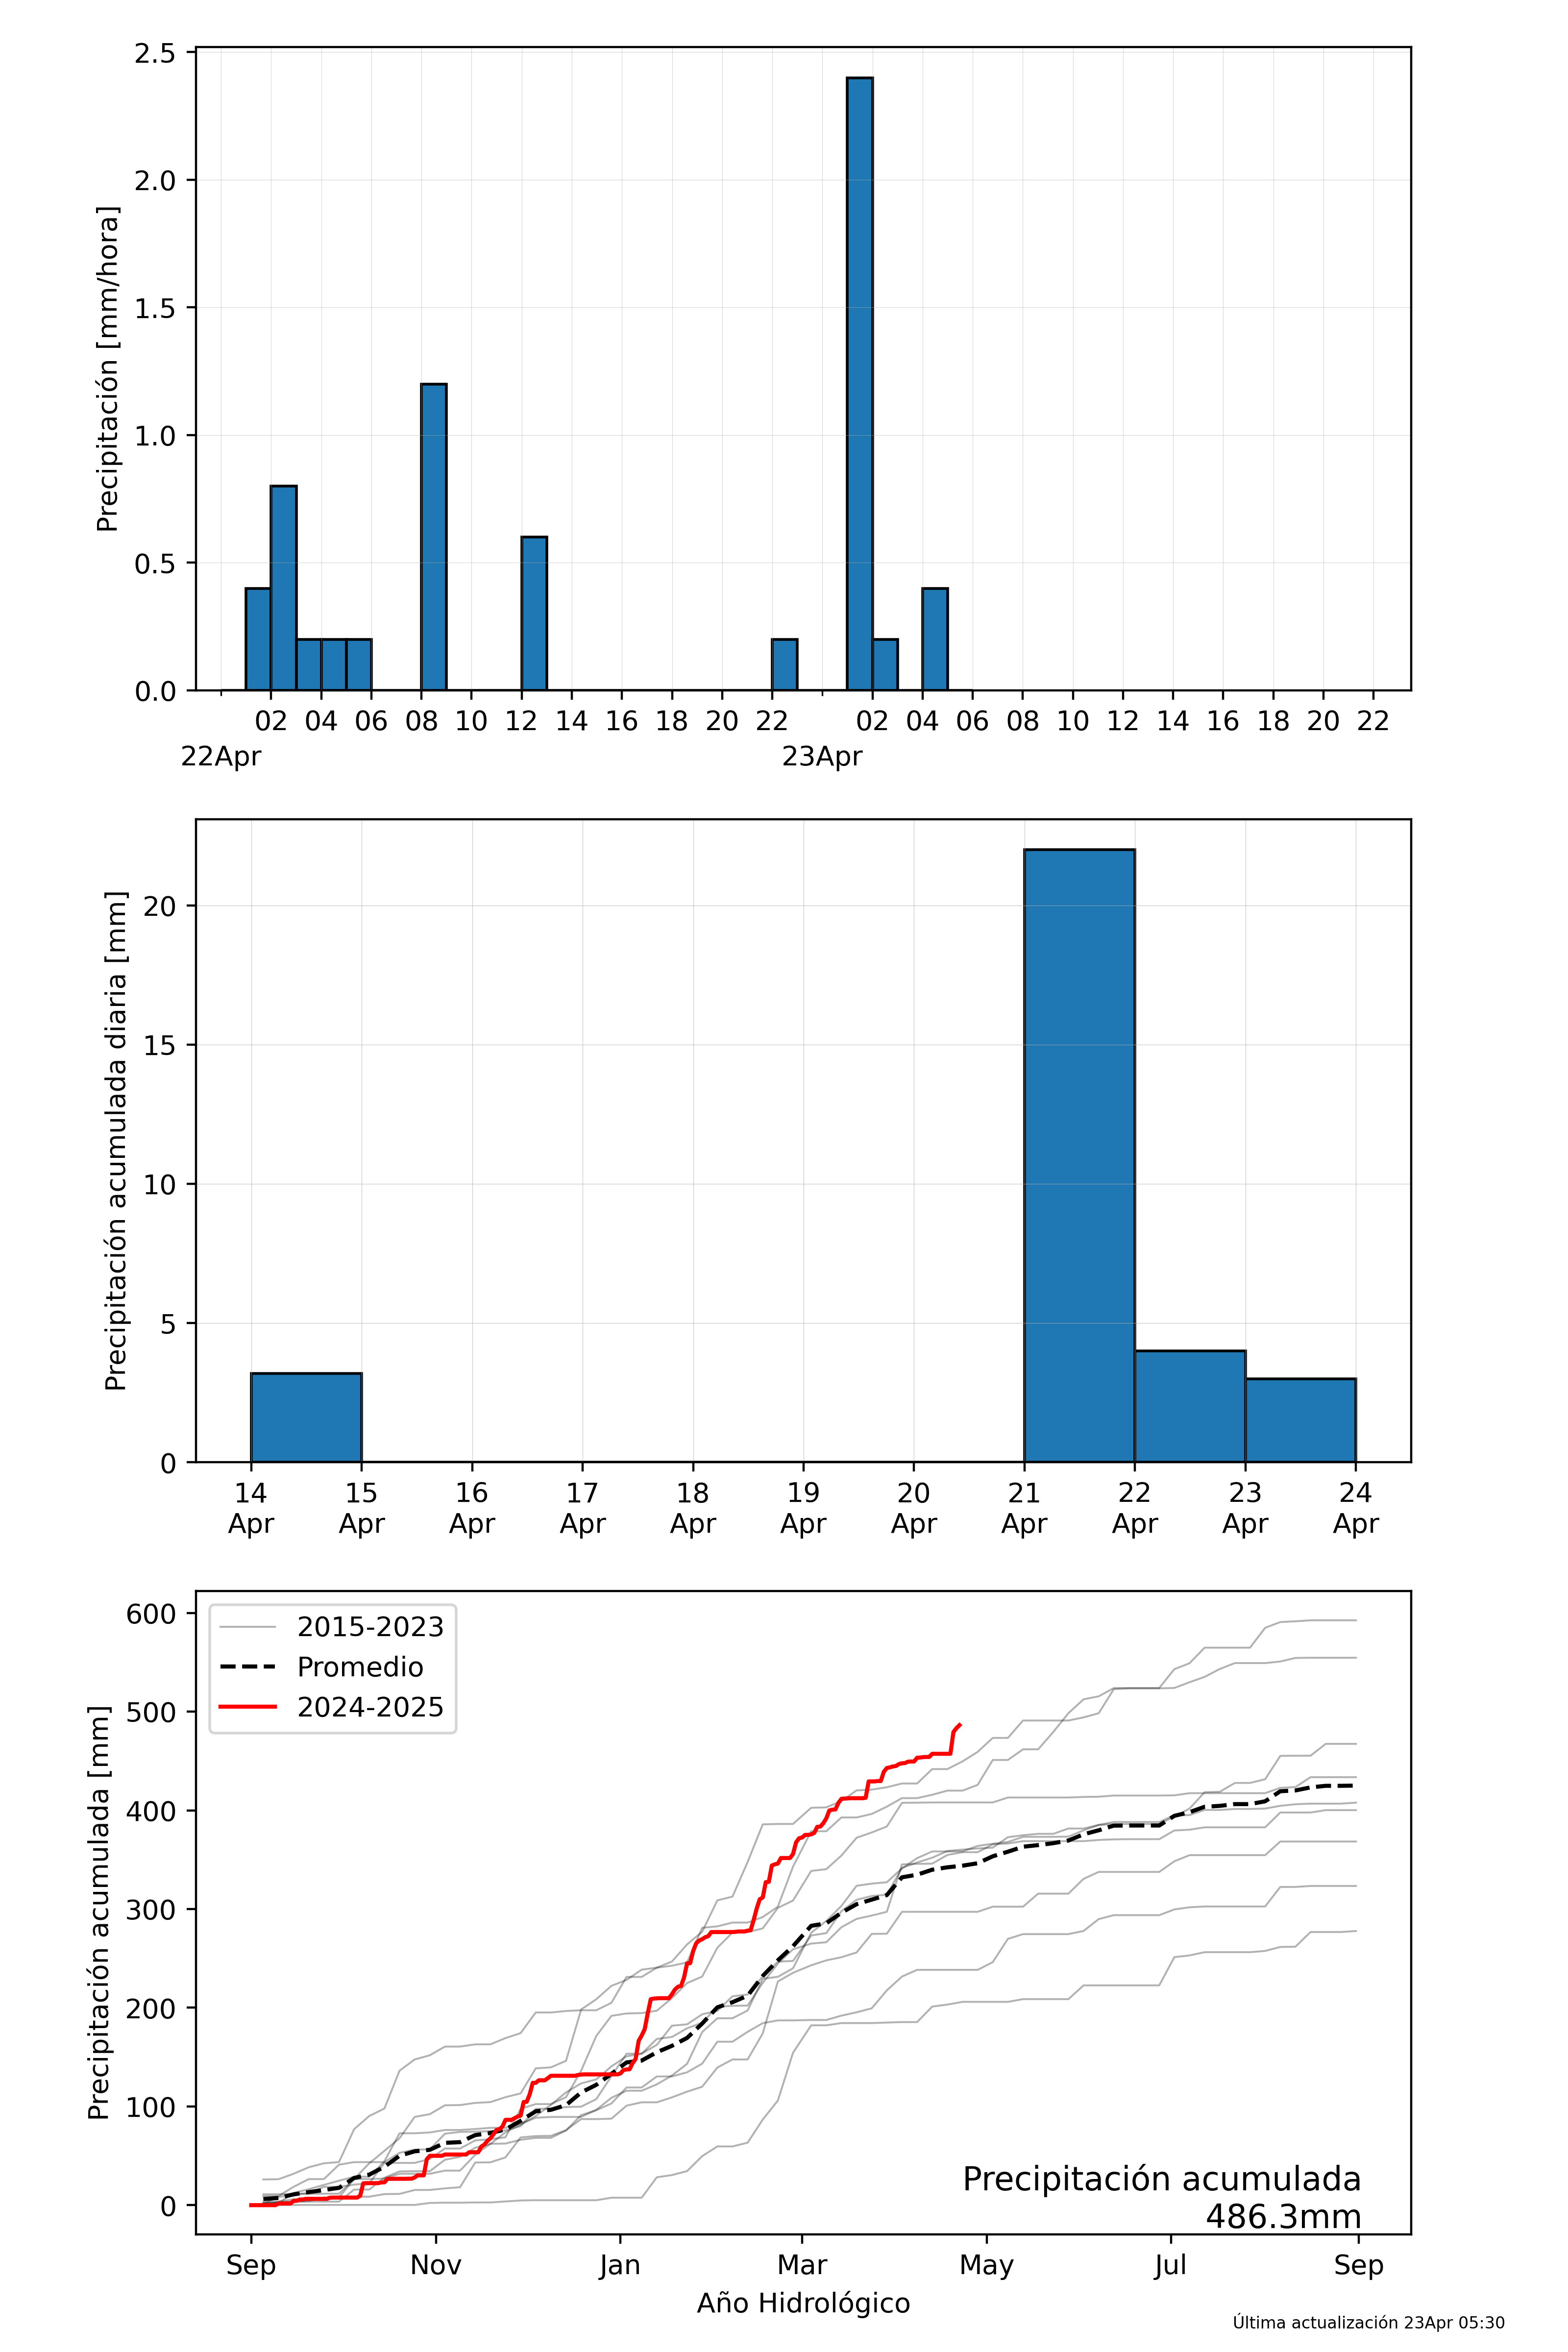 2.5
2.0
1.5
1.0
0.5
0.0
Precipitación [mm/hora]
02 04 06 08 10 12 14 16 18 20 22 02 04 06 08 10 12 14 16 18 20 22
22Apr 23Apr
20
15
10
5
0
Precipitación acumulada diaria [mm]
14 15 16 17 18 19 20 21 22 23 24
Apr Apr Apr Apr Apr Apr Apr Apr Apr Apr Apr
600
500
400
300
200
100
0
Precipitación acumulada [mm]
2015-2023
Promedio
2024-2025
Precipitación acumulada
486.3mm
Sep Nov Jan Mar May Jul Sep
Año Hidrológico
Última actualización 23Apr 05:30